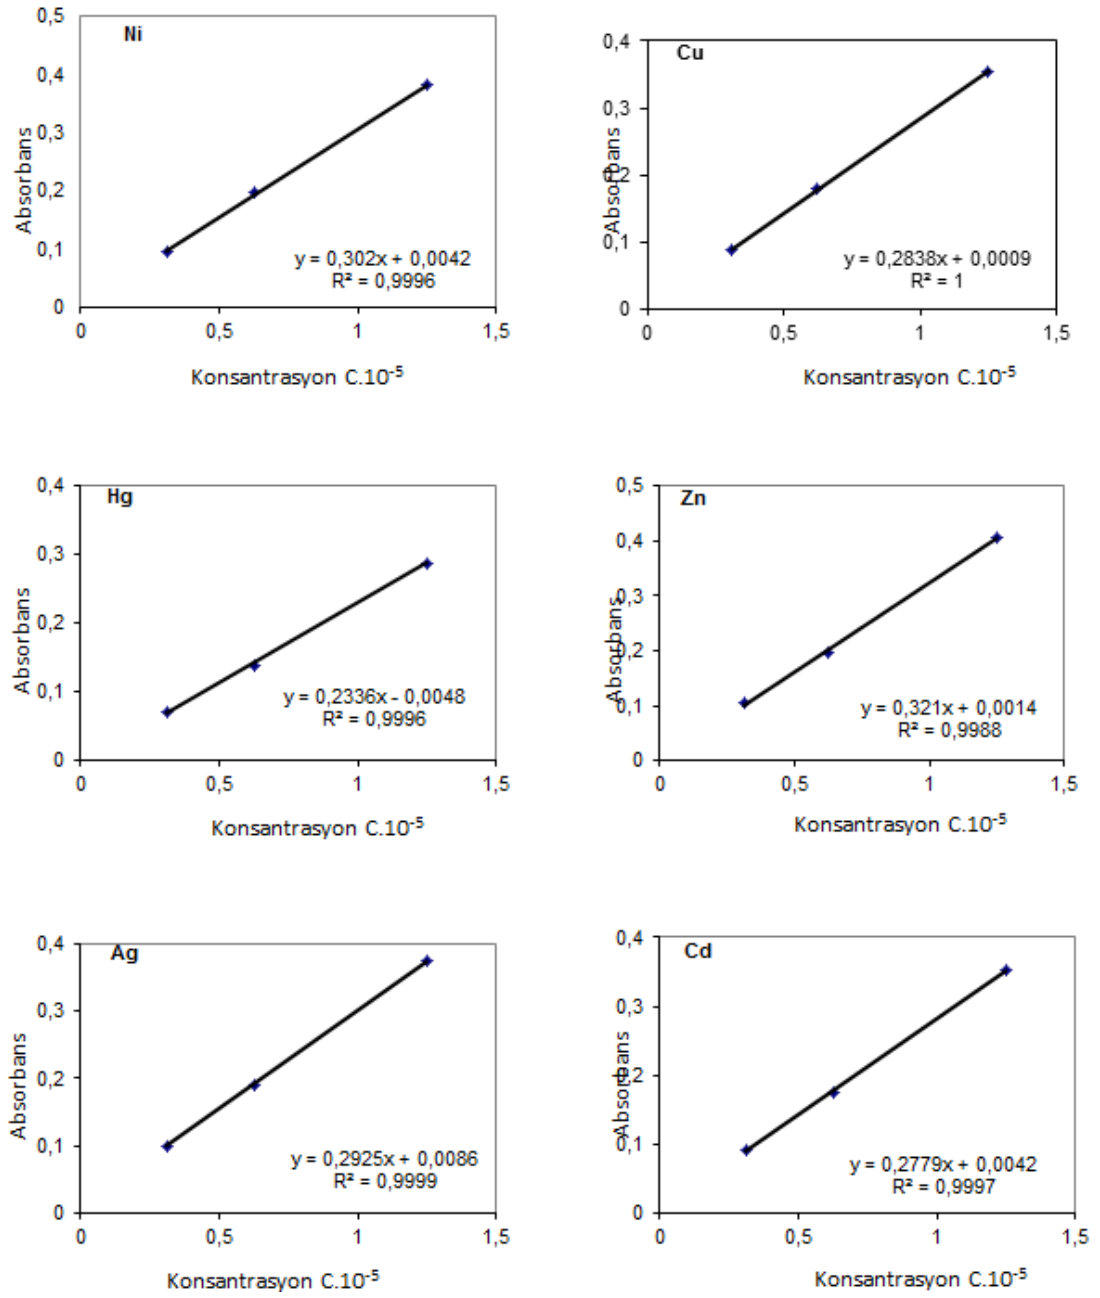 Ni
0,5
0,4
0,3
0,2
0,1
0
Absorbans
y = 0,302x + 0,0042
R² = 0,9996
0
0,5
1
1,5
Konsantrasyon C.10⁻⁵
Cu
0,4
0,3
0,2
0,1
0
Absorbans
y = 0,2838x + 0,0009
R² = 1
0
0,5
1
1,5
Konsantrasyon C.10⁻⁵
Hg
0,4
0,3
0,2
0,1
0
Absorbans
y = 0,2336x - 0,0048
R² = 0,9996
0
0,5
1
1,5
Konsantrasyon C.10⁻⁵
Zn
0,5
0,4
0,3
0,2
0,1
0
Absorbans
y = 0,321x + 0,0014
R² = 0,9988
0
0,5
1
1,5
Konsantrasyon C.10⁻⁵
Ag
0,4
0,3
0,2
0,1
0
Absorbans
y = 0,2925x + 0,0086
R² = 0,9999
0
0,5
1
1,5
Konsantrasyon C.10⁻⁵
Cd
0,4
0,3
0,2
0,1
0
Absorbans
y = 0,2779x + 0,0042
R² = 0,9997
0
0,5
1
1,5
Konsantrasyon C.10⁻⁵